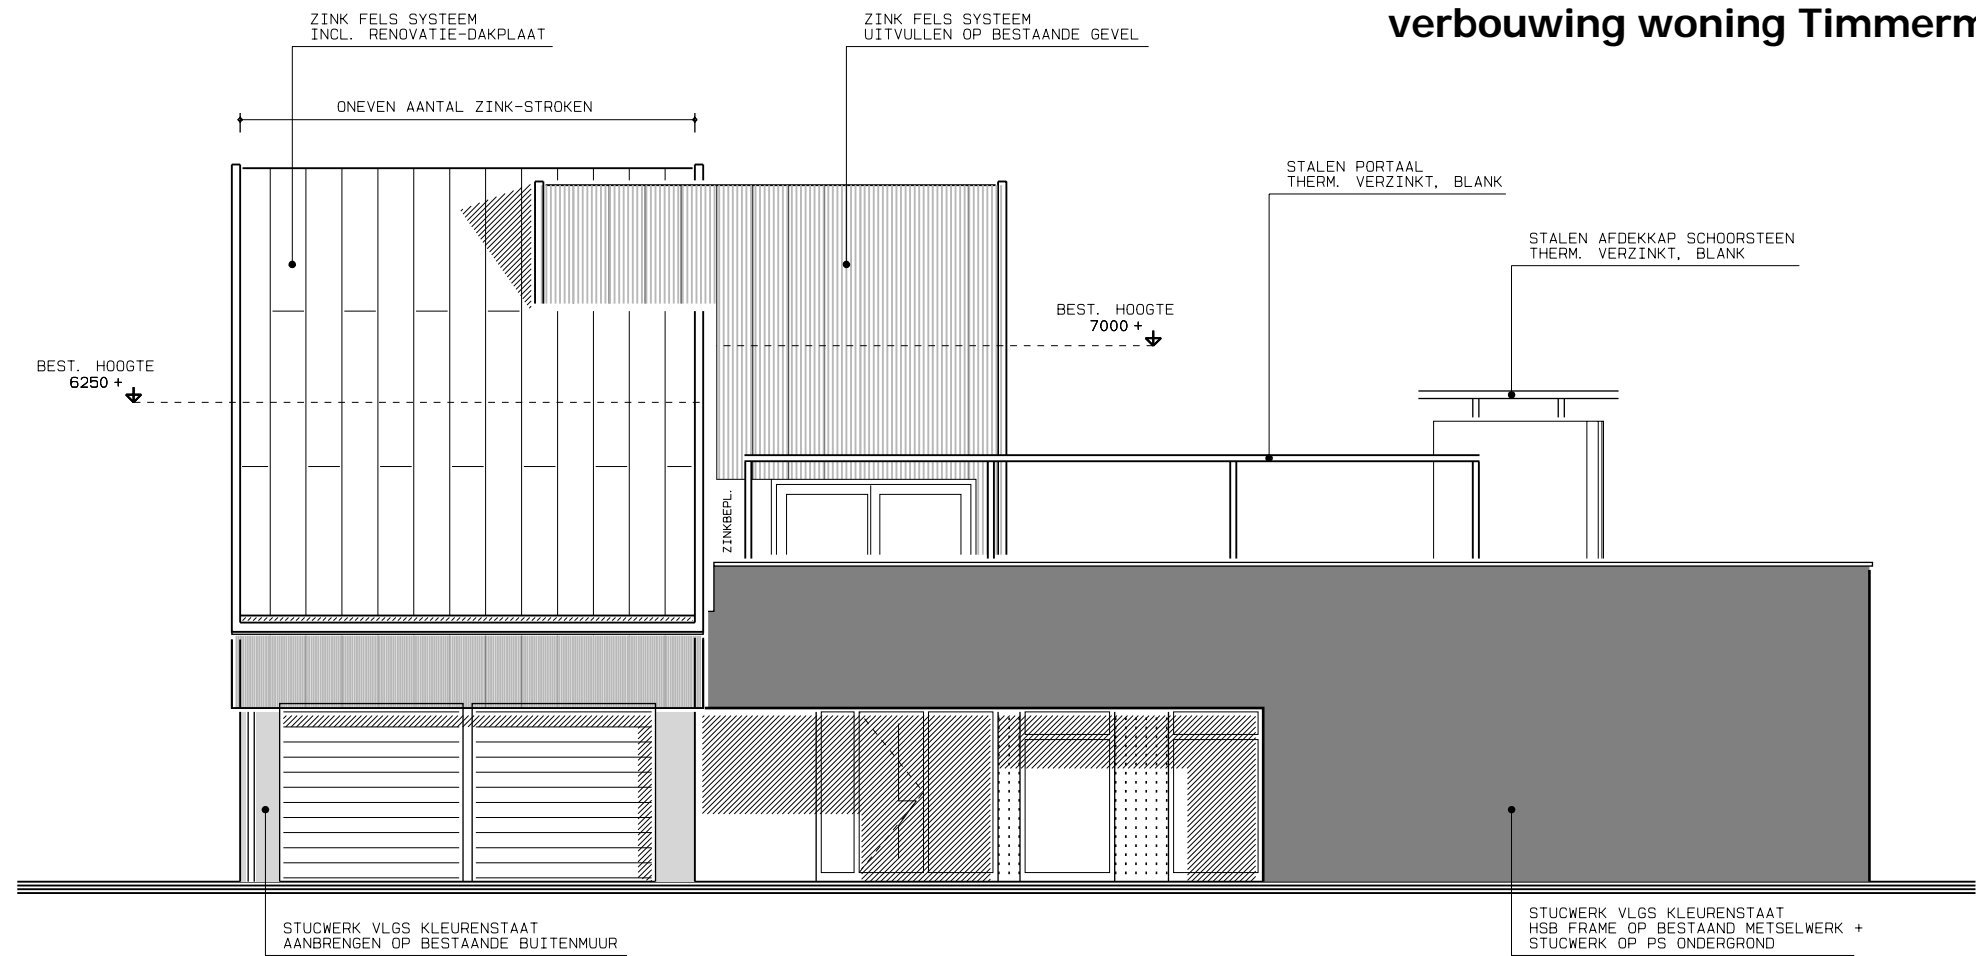 verbouwing woning Timmerm
ZINK FELS SYSTEEM
INCL. RENOVATIE-DAKPLAAT
ZINK FELS SYSTEEM
UITVULLEN OP BESTAANDE GEVEL
ONEVEN AANTAL ZINK-STROKEN
STALEN PORTAAL
THERM. VERZINKT, BLANK
STALEN AFDEKKAP SCHOORSTEEN
THERM. VERZINKT, BLANK
BEST. HOOGTE
7000 +
BEST. HOOGTE
6250 +
ZINKBEPL.
STUCWERK VLGS KLEURENSTAAT
AANBRENGEN OP BESTAANDE BUITENMUUR
STUCWERK VLGS KLEURENSTAAT
HSB FRAME OP BESTAAND METSELWERK +
STUCWERK OP PS ONDERGROND